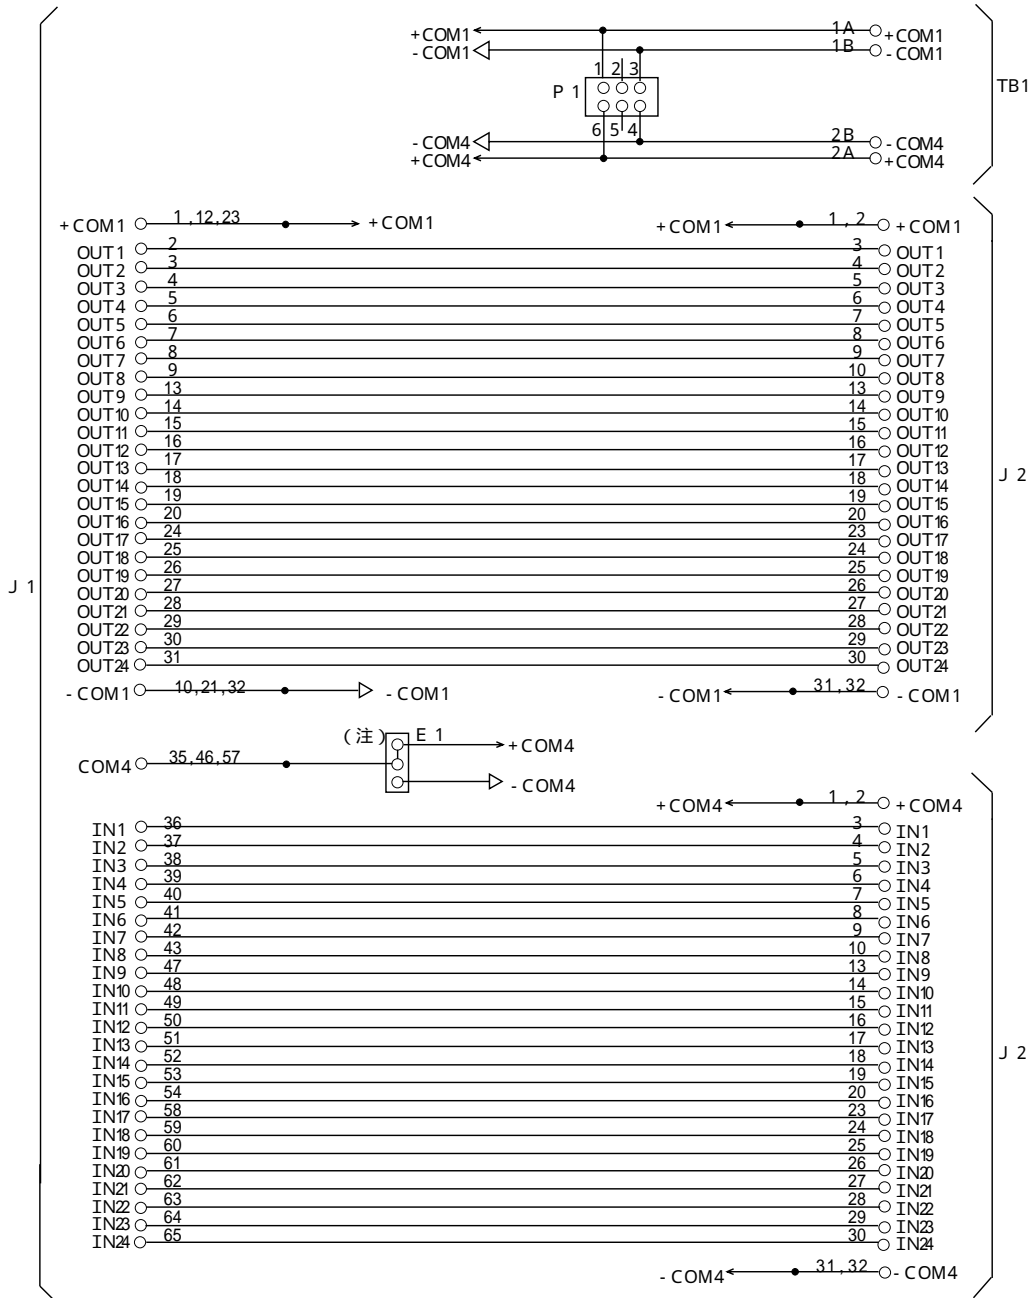 +COM1 1A +COM1
-COM1 1B -COM1
1 2 3
P1
TB1
6 5 4
-COM4 2B -COM4
+COM4 2A +COM4
+COM1 1,12,23 +COM1 +COM1 1,2 +COM1
OUT1 2 3 OUT1
OUT2 3 4 OUT2
OUT3 4 5 OUT3
OUT4 5 6 OUT4
OUT5 6 7 OUT5
OUT6 7 8 OUT6
OUT7 8 9 OUT7
OUT8 9 10 OUT8
OUT9 13 13 OUT9
OUT10 14 14 OUT10
OUT11 15 15 OUT11
OUT12 16 16 OUT12
OUT13 17 17 OUT13
J2
OUT14 18 18 OUT14
OUT15 19 19 OUT15
OUT16 20 20 OUT16
OUT17 24 23 OUT17
OUT18 25 24 OUT18
OUT19 26 25 OUT19
J1
OUT20 27 26 OUT20
OUT21 28 27 OUT21
OUT22 29 28 OUT22
OUT23 30 29 OUT23
OUT24 31 30 OUT24
-COM1 10,21,32 -COM1 -COM1 31,32 -COM1
(注) E1 +COM4
COM4 35,46,57
-COM4
+COM4 1,2 +COM4
IN1 36 3 IN1
IN2 37 4 IN2
IN3 38 5 IN3
IN4 39 6 IN4
IN5 40 7 IN5
IN6 41 8 IN6
IN7 42 9 IN7
IN8 43 10 IN8
IN9 47 13 IN9
IN10 48 14 IN10
IN11 49 15 IN11
IN12 50 16 IN12
IN13 51 17 IN13
J2
IN14 52 18 IN14
IN15 53 19 IN15
IN16 54 20 IN16
IN17 58 23 IN17
IN18 59 24 IN18
IN19 60 25 IN19
IN20 61 26 IN20
IN21 62 27 IN21
IN22 63 28 IN22
IN23 64 29 IN23
IN24 65 30 IN24
-COM4 31,32 -COM4